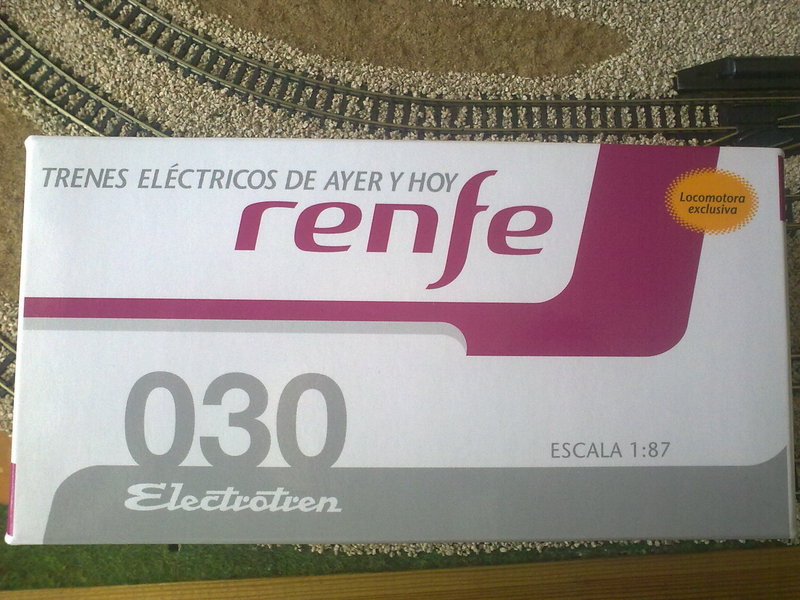 TRENES ELÉCTRICOS DE AYER Y HOY
renfe
Locomotora
exclusiva
030
ESCALA 1:87
Electrotren